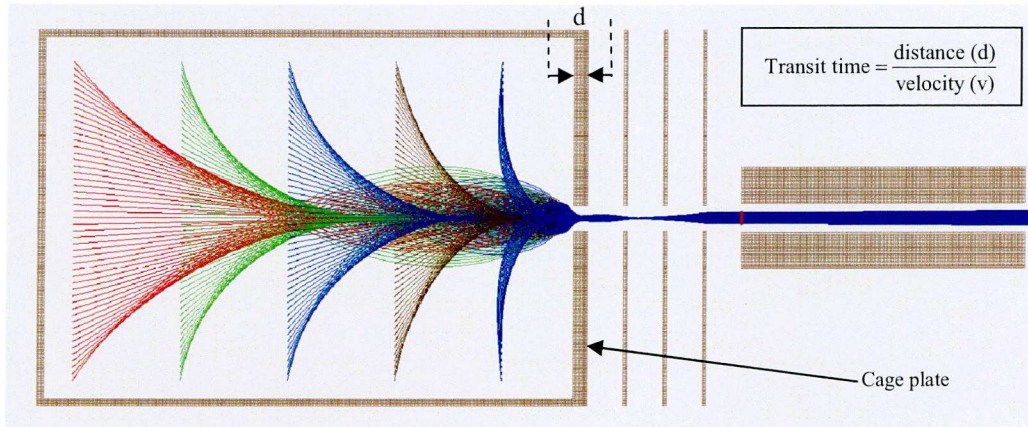 d
Transit time = distance (d)
velocity (v)
Cage plate